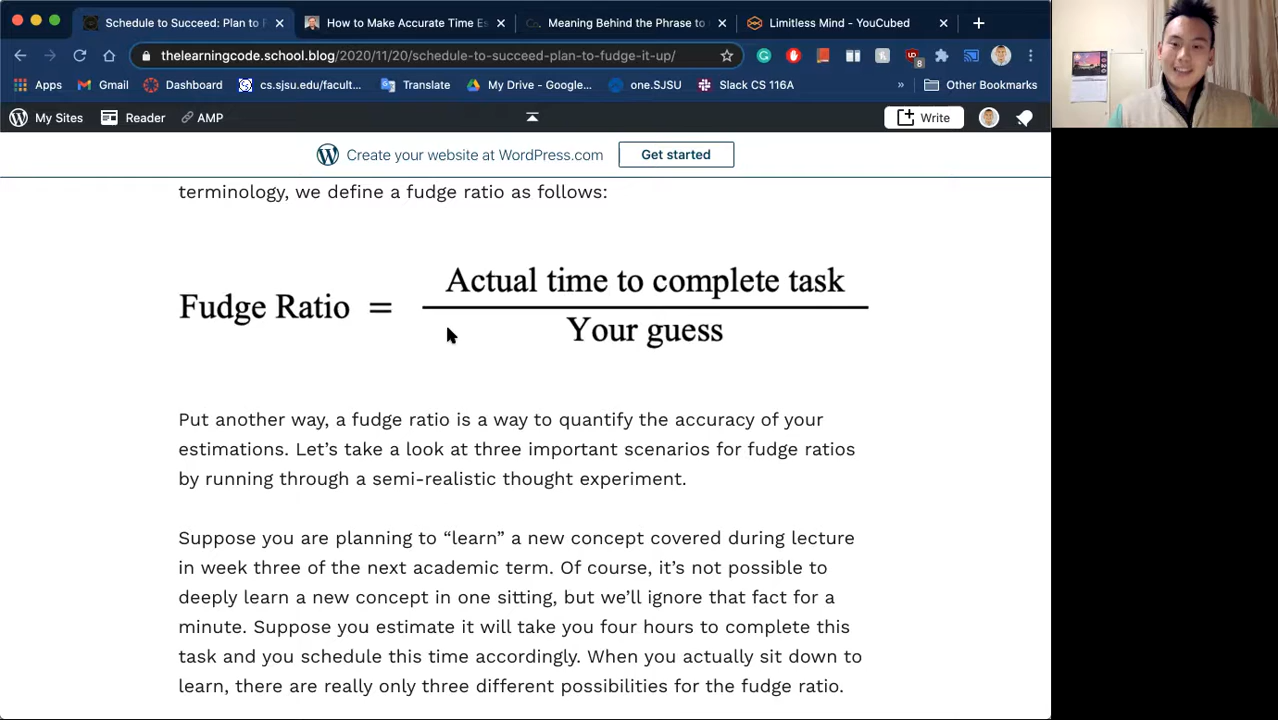 Schedule to Succeed: Plan to F
How to Make Accurate Time Es
Meaning Behind the Phrase to
Limitless Mind - YouCubed
thelearningcode.school.blog/2020/11/20/schedule-to-succeed-plan-to-fudge-it-up/
8
Apps Gmail Dashboard cs.sjsu.edu/facult... Translate My Drive - Google... one.SJSU Slack CS 116A » Other Bookmarks
My Sites Reader AMP Write
Create your website at WordPress.com Get started
terminology, we define a fudge ratio as follows:
Actual time to complete task
Fudge Ratio =
Your guess
Put another way, a fudge ratio is a way to quantify the accuracy of your
estimations. Let’s take a look at three important scenarios for fudge ratios
by running through a semi-realistic thought experiment.
Suppose you are planning to “learn” a new concept covered during lecture
in week three of the next academic term. Of course, it’s not possible to
deeply learn a new concept in one sitting, but we’ll ignore that fact for a
minute. Suppose you estimate it will take you four hours to complete this
task and you schedule this time accordingly. When you actually sit down to
learn, there are really only three different possibilities for the fudge ratio.